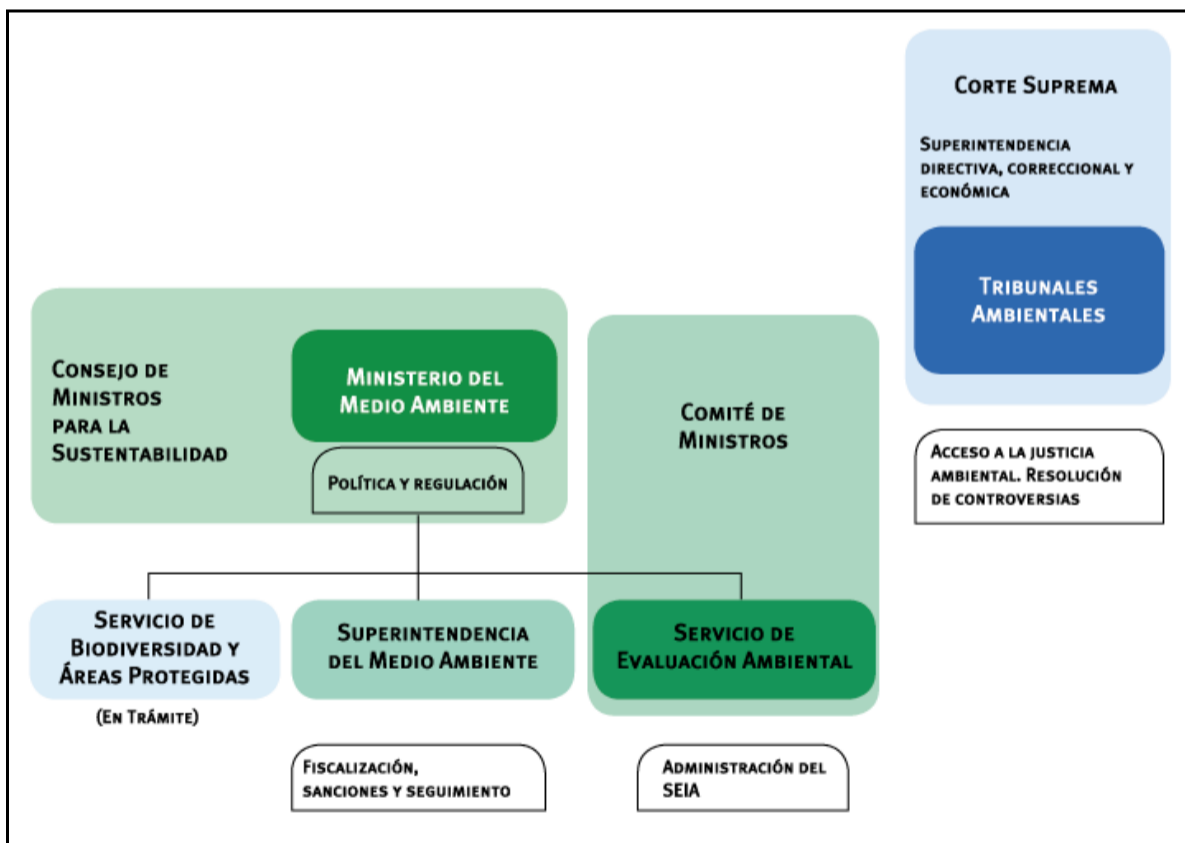 Corte Suprema
Superintendencia
directiva, correccional y
económica
Tribunales
Ambientales
Acceso a la justicia
ambiental. Resolución
de controversias
Consejo de
Ministros
para la
Sustentabilidad
Ministerio del
Medio Ambiente
Política y regulación
Comité de
Ministros
Servicio de
Biodiversidad y
Áreas Protegidas
(En Trámite)
Superintendencia
del Medio Ambiente
Fiscalización,
sanciones y seguimiento
Servicio de
Evaluación Ambiental
Administración del
SEIA